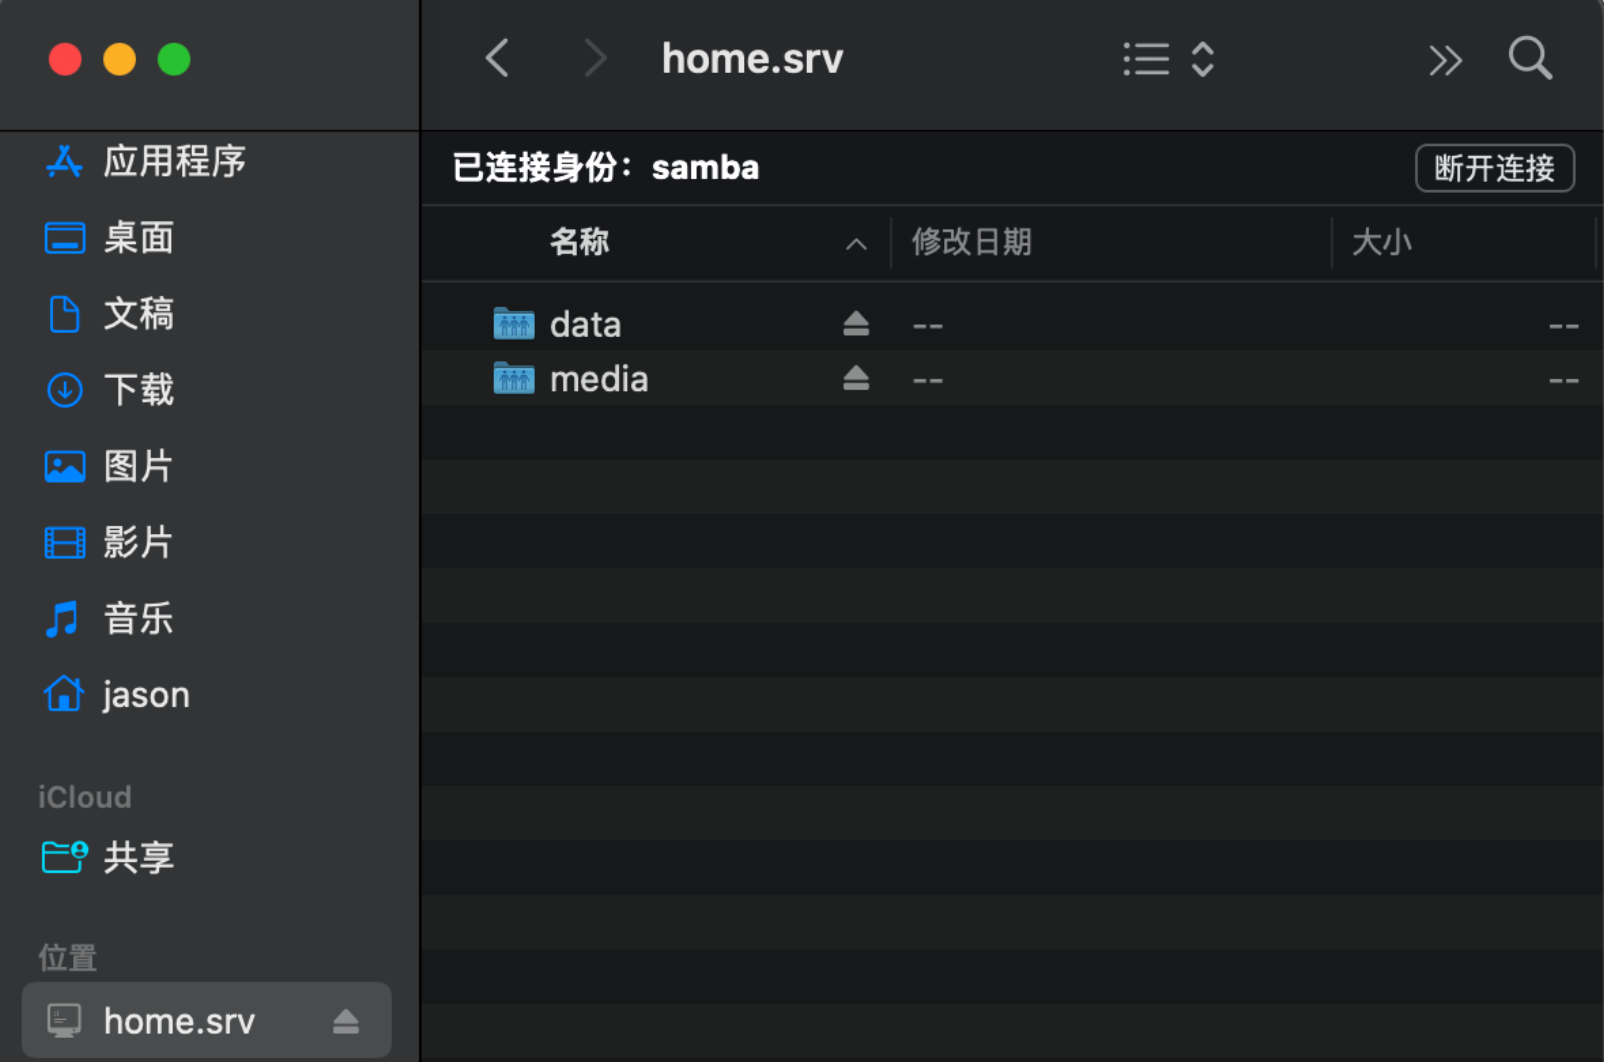 home.srv
应用程序
桌面
文稿
下载
图片
影片
音乐
jason
iCloud
共享
位置
home.srv
已连接身份：samba
断开连接
名称 修改日期 大小
data -- --
media -- --